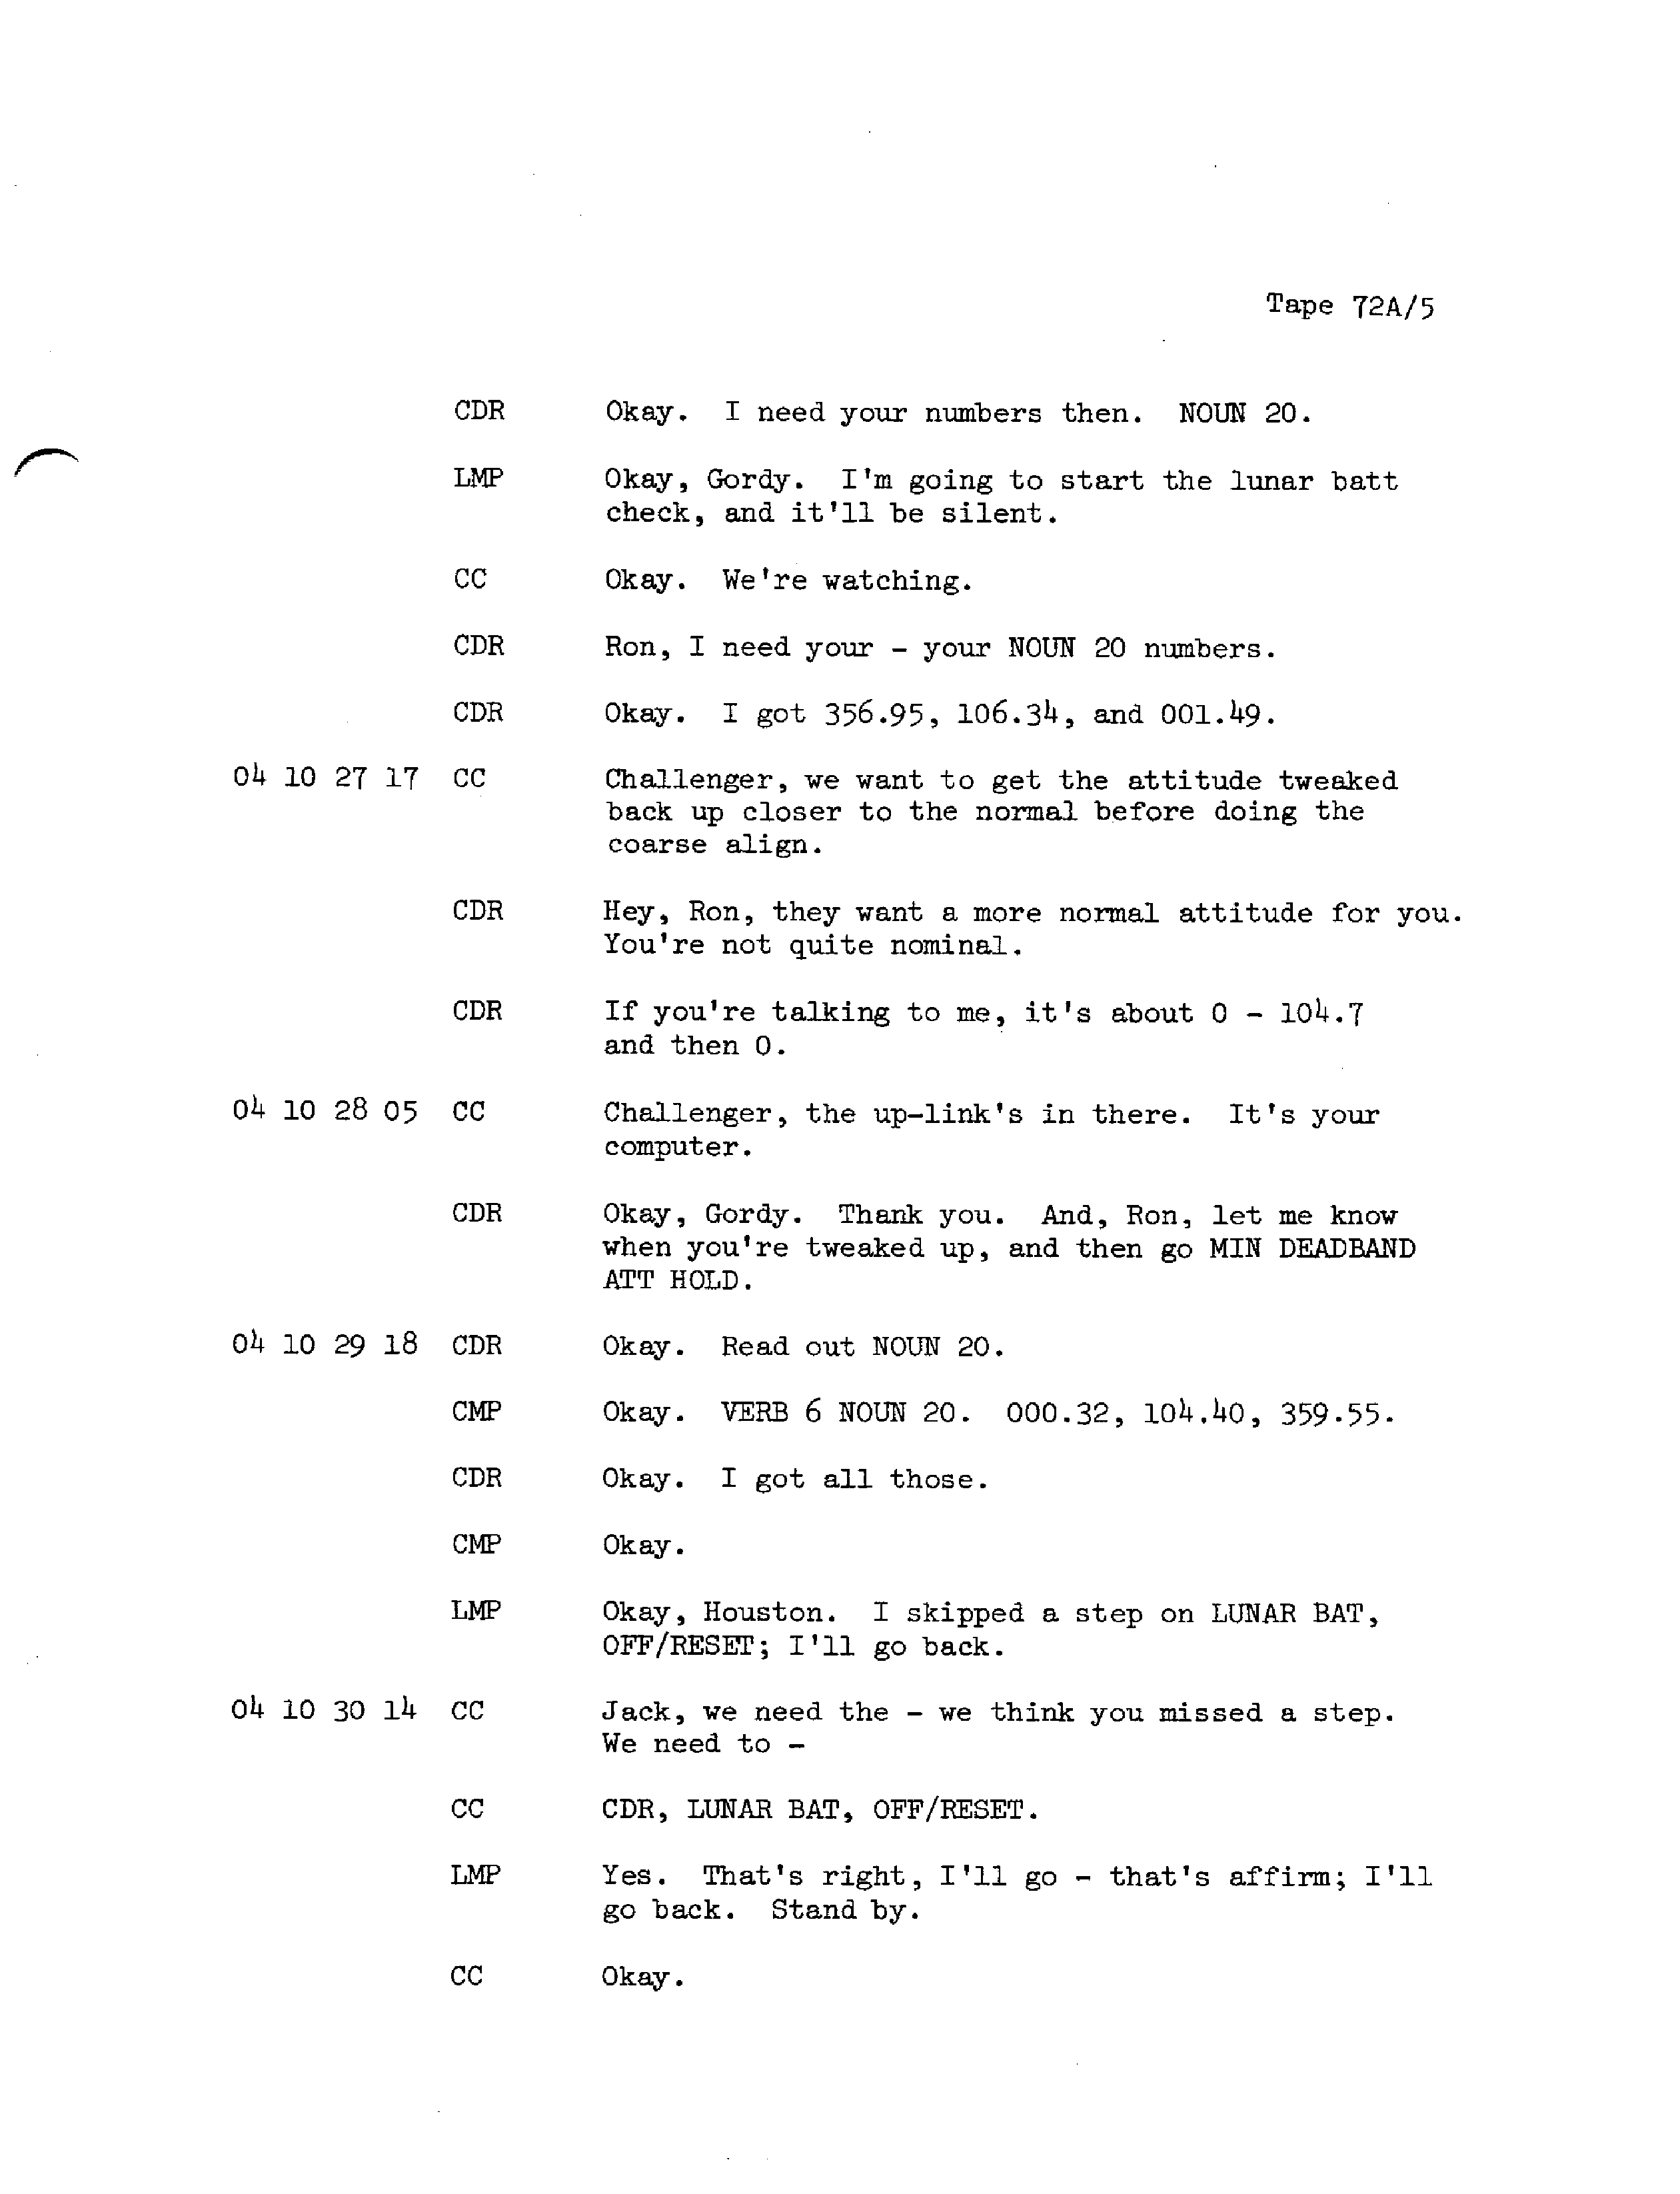 Tape 72A/5
CDR Okay. I need your numbers then. NOUN 20.
LMP Okay, Gordy. I'm going to start the lunar batt
check, and it'll be silent.
CC Okay. We're watching.
CDR Ron, I need your - your NOUN 20 numbers.
CDR Okay. I got 356.95, 106.34, and 001.49.
04 10 27 17 CC Challenger, we want to get the attitude tweaked
back up closer to the normal before doing the
coarse align.
CDR Hey, Ron, they want a more normal attitude for you.
You're not quite nominal.
CDR If you're talking to me, it's about 0 - 104.7
and then 0.
04 10 28 05 CC Challenger, the up-link's in there. It's your
computer.
CDR Okay, Gordy. Thank you. And, Ron, let me know
when you're tweaked up, and then go MIN DEADBAND
ATT HOLD.
04 10 29 18 CDR Okay. Read out NOUN 20.
CMP Okay. VERB 6 NOUN 20. 000.32, 104.40, 359.55.
CDR Okay. I got all those.
CMP Okay.
LMP Okay, Houston. I skipped a step on LUNAR BAT,
OFF/RESET; I'll go back.
04 10 30 14 CC Jack, we need the - we think you missed a step.
We need to -
CC CDR, LUNAR BAT, OFF/RESET.
LMP Yes. That's right, I'll go - that's affirm; I'll
go back. Stand by.
CC Okay.